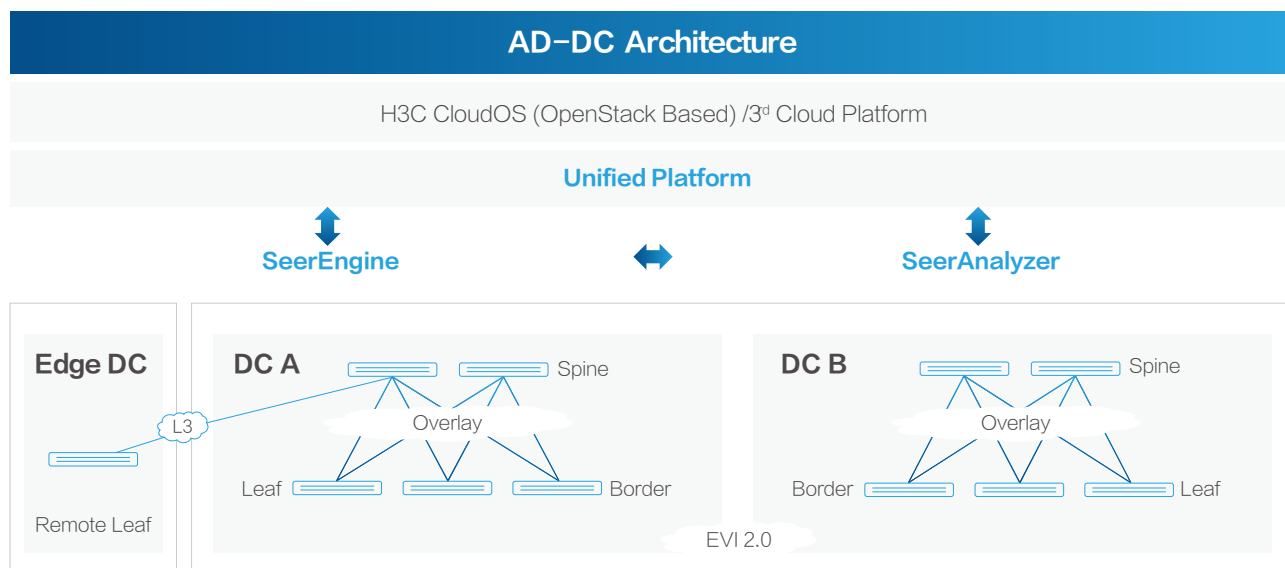 AD-DC Architecture
H3C CloudOS (OpenStack Based) /3rd Cloud Platform
Unified Platform
SeerEngine
SeerAnalyzer
Edge DC
L3
Remote Leaf
DC A
Spine
Overlay
Leaf
Border
DC B
Spine
Overlay
Border
Leaf
EVI 2.0